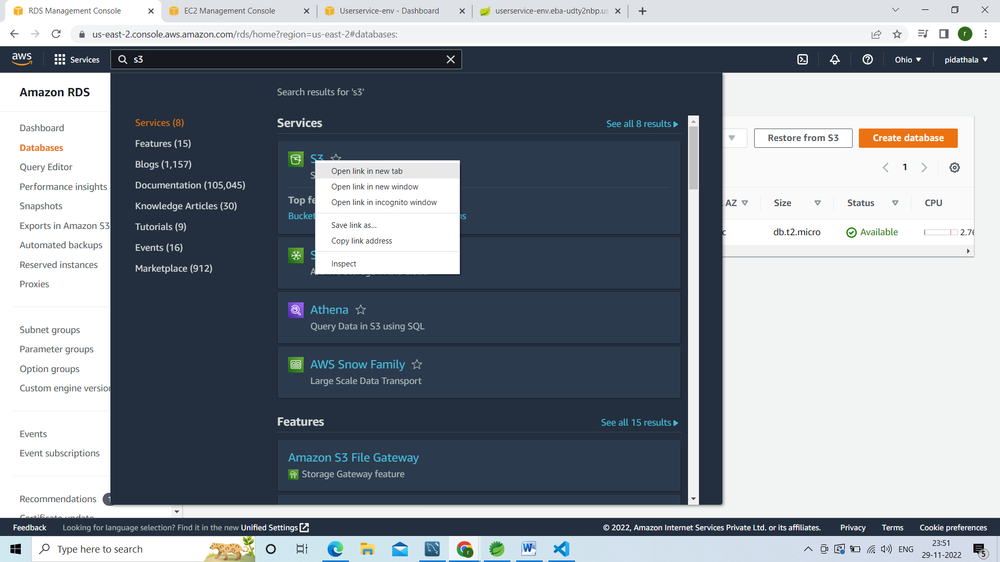 RDS Management Console
EC2 Management Console
Userservice-env - Dashboard
userservice-env.eba-udty2nbp.us
us-east-2.console.aws.amazon.com/rds/home?region=us-east-2#databases:
r
aws
Services
s3
Ohio
pidathala
Amazon RDS
Dashboard
Databases
Query Editor
Performance insights
Snapshots
Exports in Amazon S3
Automated backups
Reserved instances
Proxies
Subnet groups
Parameter groups
Option groups
Custom engine version
Events
Event subscriptions
Recommendations 1
Certificate update
Search results for 's3'
Services (8)
Features (15)
Blogs (1,157)
Documentation (105,045)
Knowledge Articles (30)
Tutorials (9)
Events (16)
Marketplace (912)
Services
See all 8 results
S3
S
Top fe
Bucket
ns
Open link in new tab
Open link in new window
Open link in incognito window
Save link as...
Copy link address
Inspect
S
Athena
Query Data in S3 using SQL
AWS Snow Family
Large Scale Data Transport
Features
See all 15 results
Amazon S3 File Gateway
Storage Gateway feature
Restore from S3
Create database
1
AZ
Size
Status
CPU
c
db.t2.micro
Available
2.76
Feedback
Looking for language selection? Find it in the new Unified Settings
© 2022, Amazon Internet Services Private Ltd. or its affiliates.
Privacy
Terms
Cookie preferences
Type here to search
ENG
23:51
29-11-2022
5